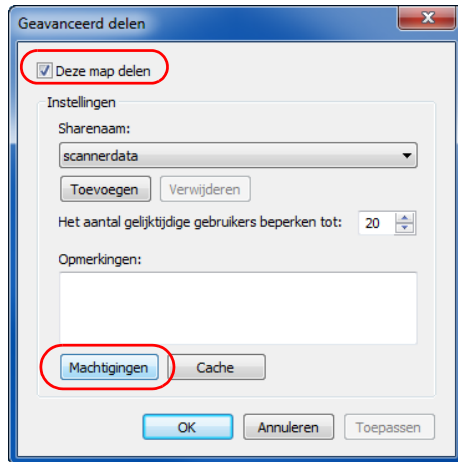 Geavanceerd delen
Deze map delen
Instellingen
Sharenaam:
scannerdata
Toevoegen Verwijderen
Het aantal gelijktijdige gebruikers beperken tot: 20
Opmerkingen:
Machtigingen Cache
OK Annuleren Toepassen